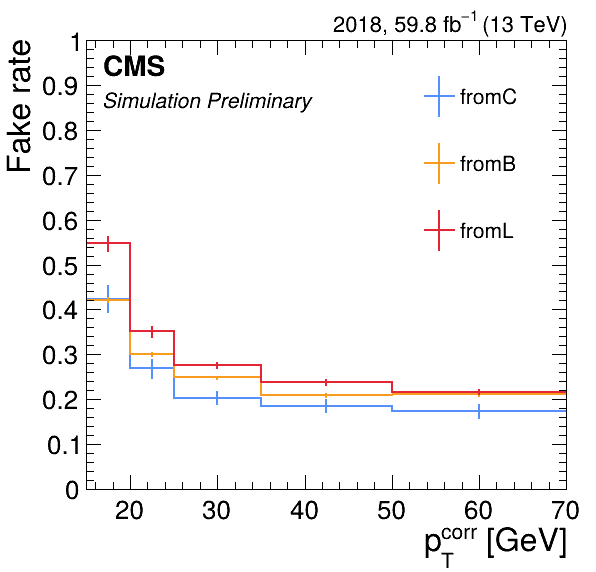 2018, 59.8 fb⁻¹ (13 TeV)
CMS
Simulation Preliminary
fromC
fromB
fromL
Fake rate
1
0.9
0.8
0.7
0.6
0.5
0.4
0.3
0.2
0.1
0
20 30 40 50 60 70
p_T^corr [GeV]